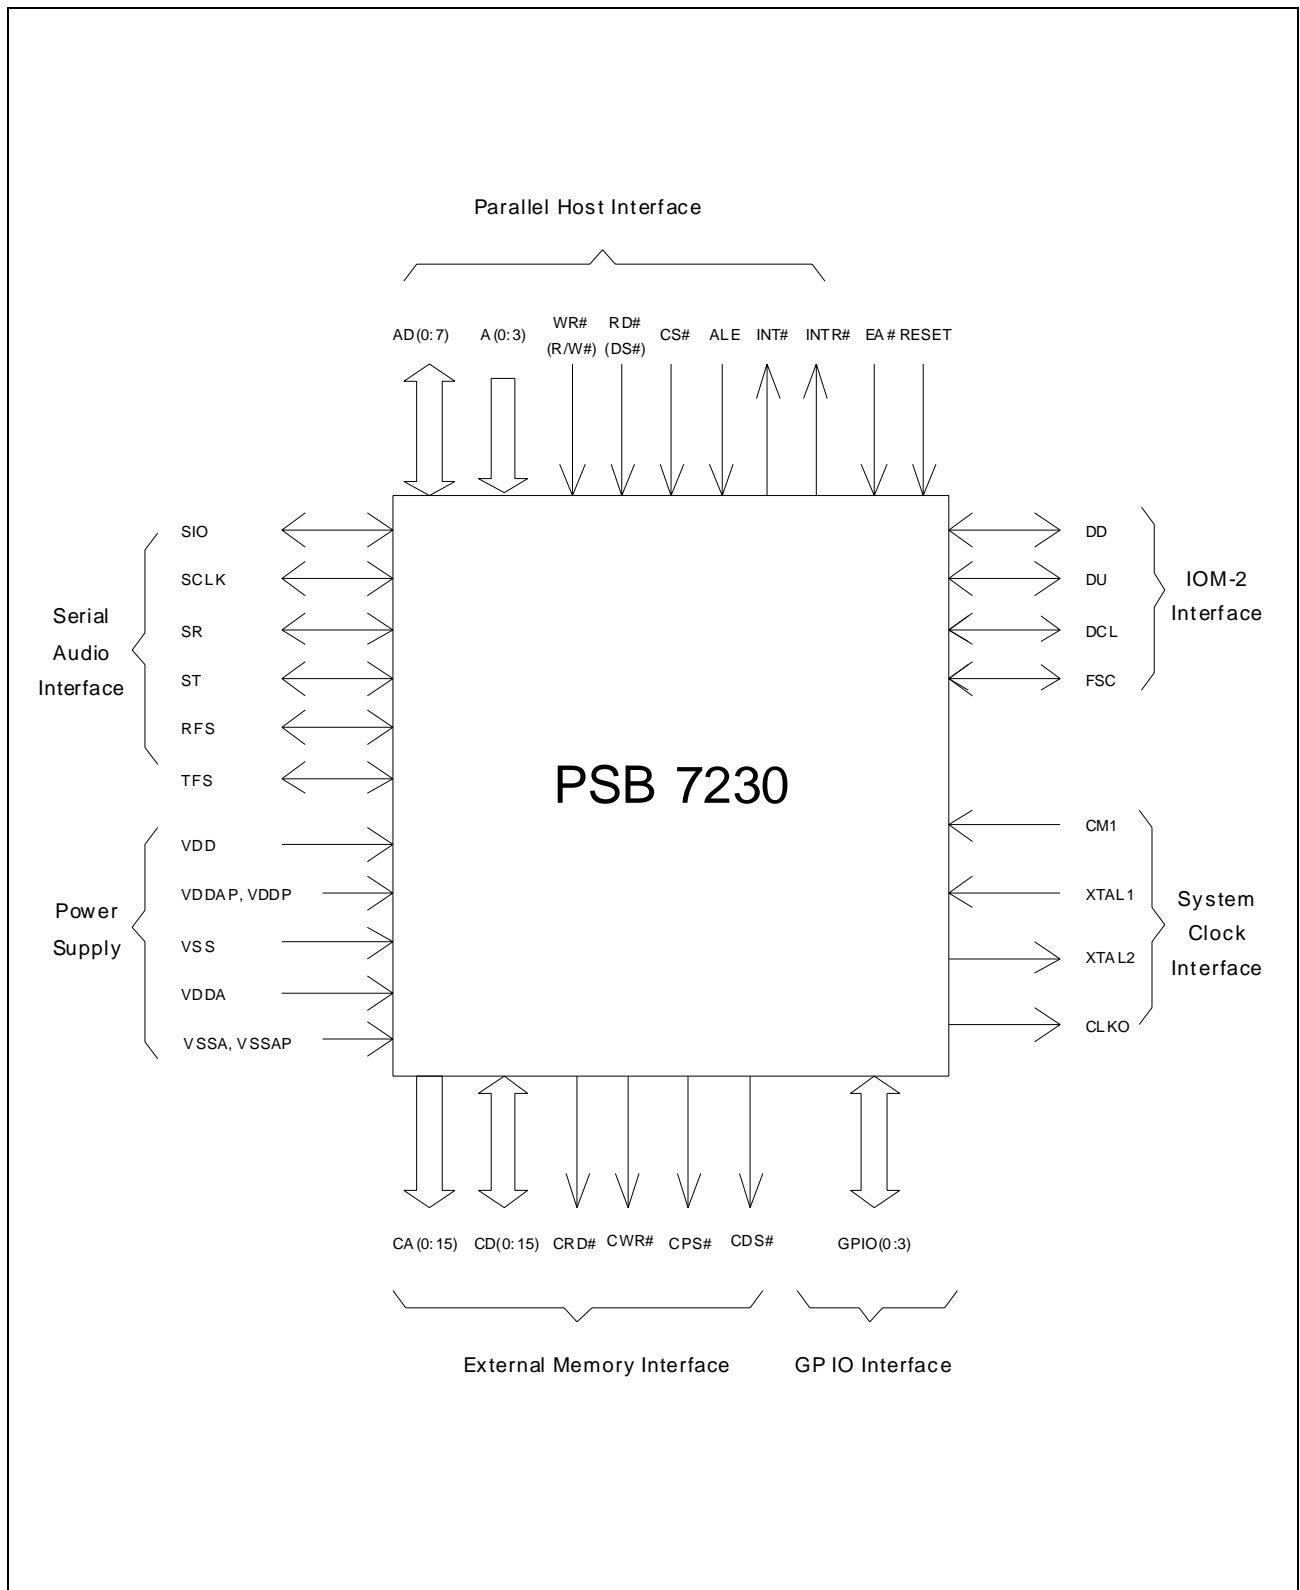 Parallel Host Interface
AD(0:7) A(0:3) WR# (R/W#) RD# (DS#) CS# ALE INT# INTR# EA# RESET
SIO
SCLK
SR
ST
RFS
TFS
Serial
Audio
Interface
VDD
VDDAP, VDDP
VSS
VDDA
VSSA, VSSAP
Power
Supply
PSB 7230
DD
DU
DCL
FSC
IOM-2
Interface
CM1
XTAL1
XTAL2
CLKO
System
Clock
Interface
CA(0:15) CD(0:15) CRD# CWR# CPS# CDS# GPIO(0:3)
External Memory Interface GPIO Interface